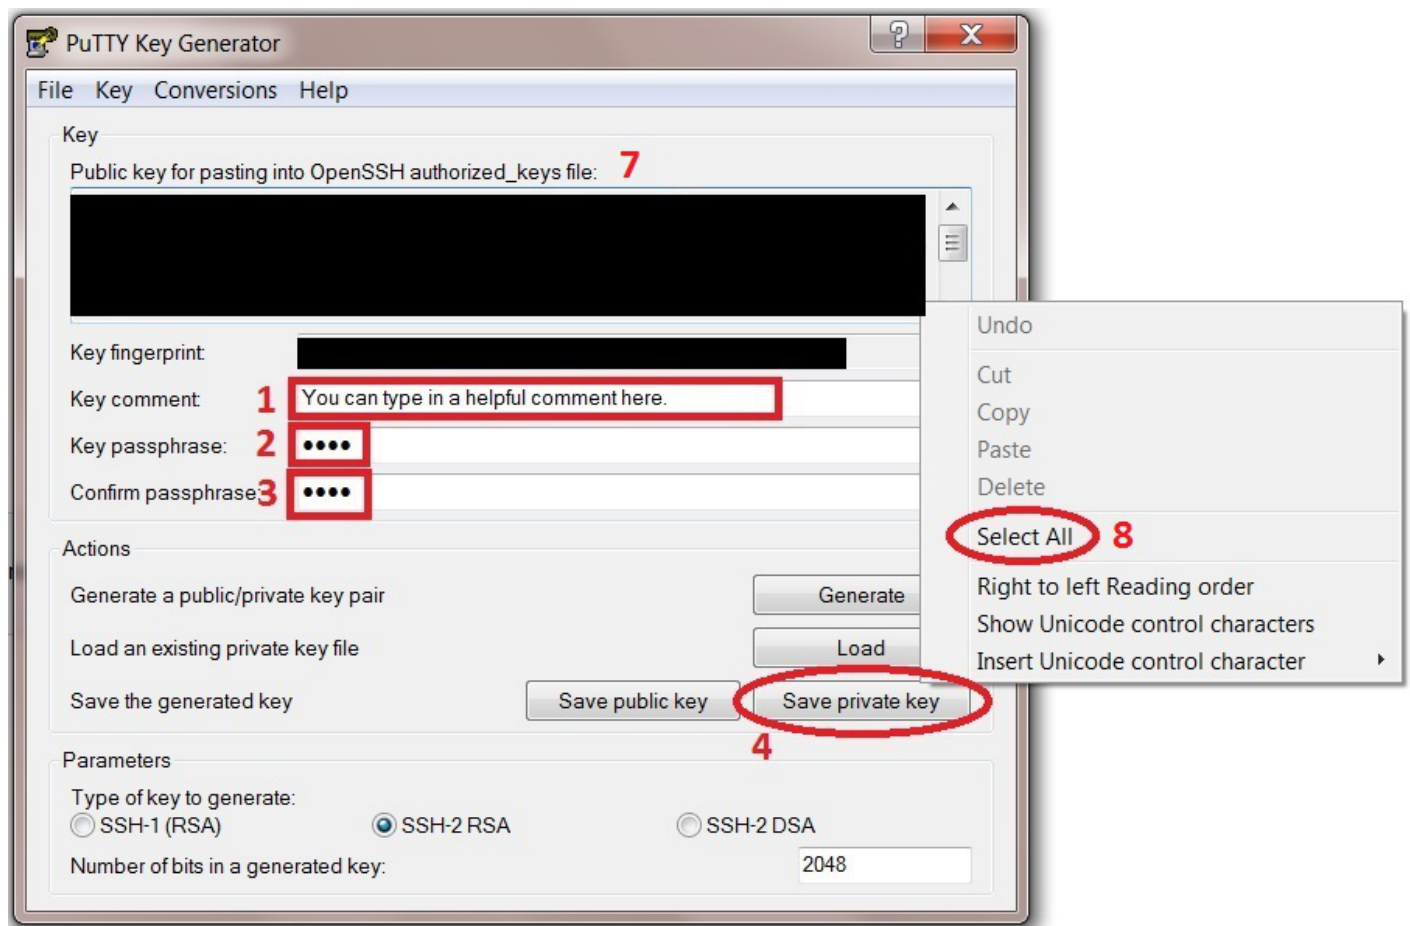 PuTTY Key Generator
File Key Conversions Help
Key
Public key for pasting into OpenSSH authorized_keys file: 7
Key fingerprint:
Key comment: 1 You can type in a helpful comment here.
Key passphrase: 2 ••••
Confirm passphrase: 3 ••••
Actions
Generate a public/private key pair Generate
Load an existing private key file Load
Save the generated key Save public key Save private key
4
Parameters
Type of key to generate:
SSH-1 (RSA) SSH-2 RSA SSH-2 DSA
Number of bits in a generated key: 2048
Undo
Cut
Copy
Paste
Delete
Select All 8
Right to left Reading order
Show Unicode control characters
Insert Unicode control character